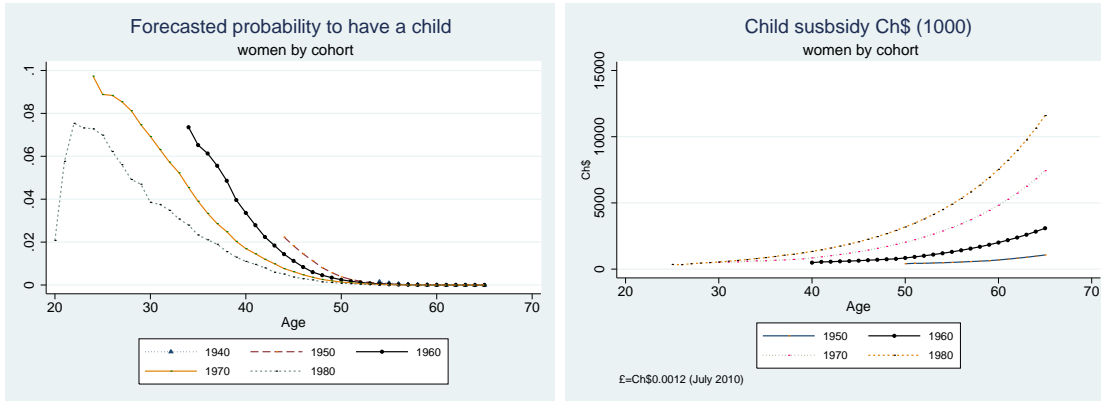 Forecasted probability to have a child
women by cohort
.1
.08
.06
.04
.02
0
20 30 40 50 60 70
Age
1940 1950 1960
1970 1980
Child susbsidy Ch$ (1000)
women by cohort
15000
10000
5000
0
Ch$
20 30 40 50 60 70
Age
1950 1960
1970 1980
£=Ch$0.0012 (July 2010)